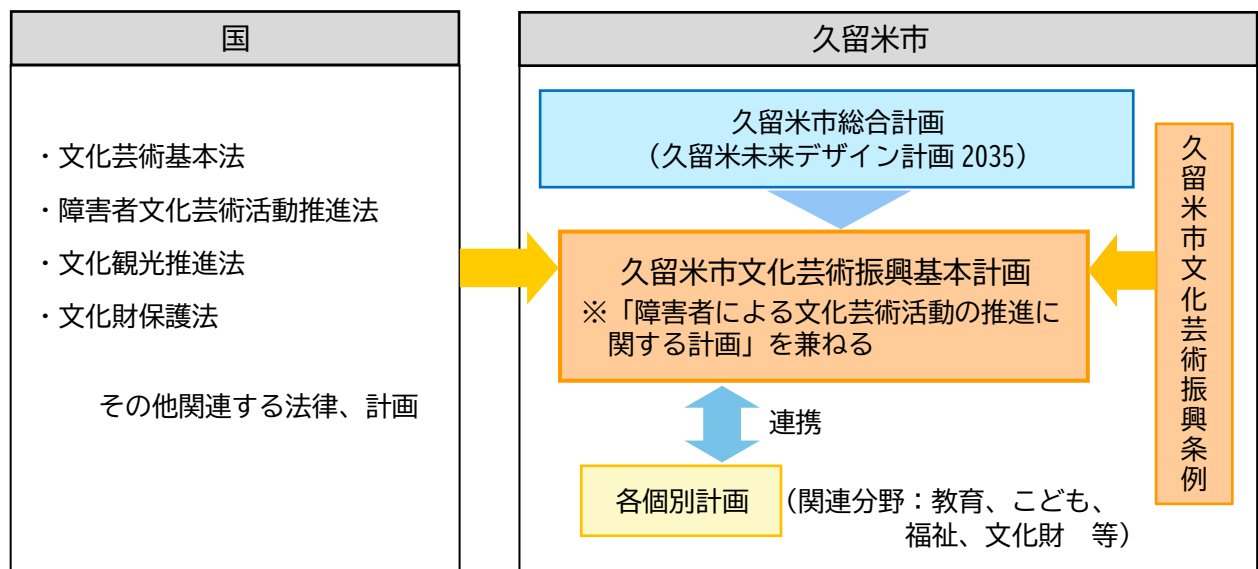 国
・文化芸術基本法
・障害者文化芸術活動推進法
・文化観光推進法
・文化財保護法
その他関連する法律、計画
久留米市
久留米市総合計画
（久留米未来デザイン計画 2035）
久留米市文化芸術振興基本計画
※「障害者による文化芸術活動の推進に
関する計画」を兼ねる
連携
各個別計画
（関連分野：教育、こども、
福祉、文化財　等）
久留米市文化芸術振興条例